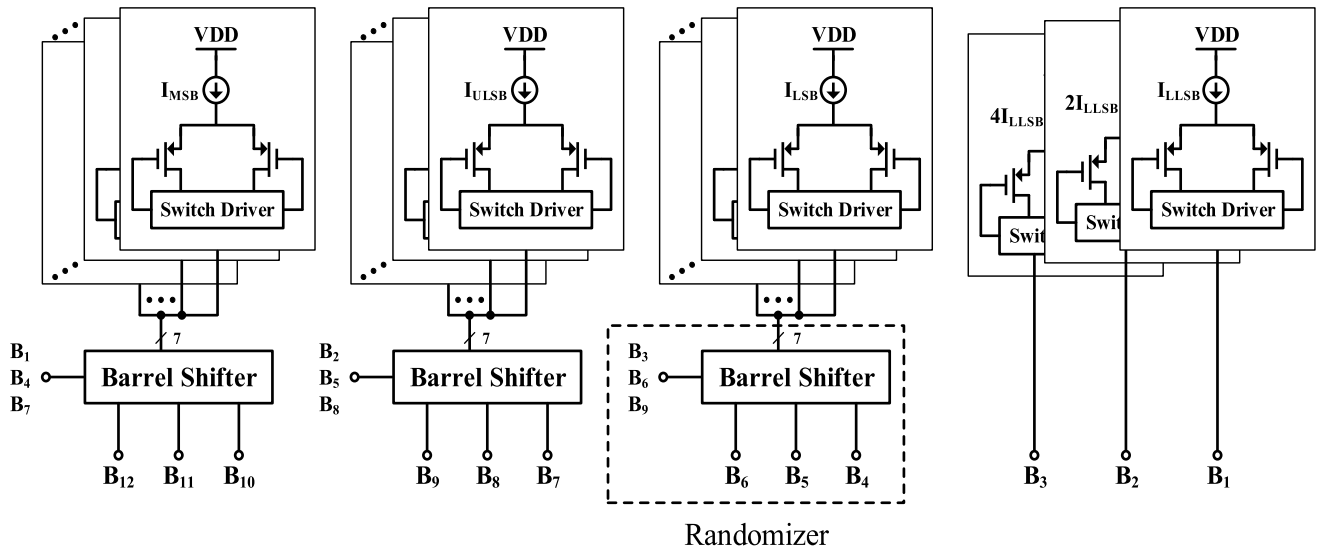 VDD
I_MSB
Switch Driver
7
B₁
B₄
B₇
Barrel Shifter
B₁₂ B₁₁ B₁₀
VDD
I_ULSB
Switch Driver
7
B₂
B₅
B₈
Barrel Shifter
B₉ B₈ B₇
VDD
I_LSB
Switch Driver
7
B₃
B₆
B₉
Barrel Shifter
B₆ B₅ B₄
Randomizer
4I_LLSB
Swit
2I_LLSB
Swit
VDD
I_LLSB
Switch Driver
B₃ B₂ B₁